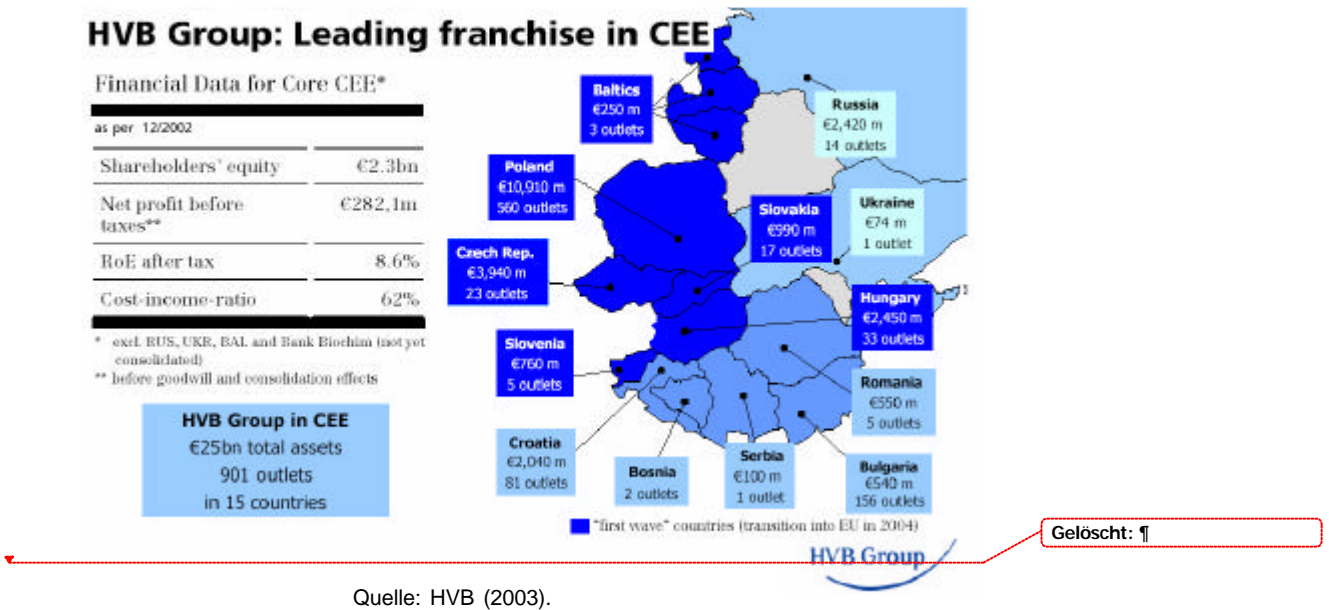 HVB Group: Leading franchise in CEE
Financial Data for Core CEE*
as per 12/2002
Shareholders' equity €2.3bn
Net profit before €282,1m
taxes**
RoE after tax 8.6%
Cost-income-ratio 62%
* excl. RUS, UKR, BAL and Bank Biochim (not yet
consolidated)
** before goodwill and consolidation effects
HVB Group in CEE
€25bn total assets
901 outlets
in 15 countries
Baltics
€250 m
3 outlets
Russia
€2,420 m
14 outlets
Poland
€10,910 m
560 outlets
Slovakia
€990 m
17 outlets
Ukraine
€74 m
1 outlet
Czech Rep.
€3,940 m
23 outlets
Hungary
€2,450 m
33 outlets
Slovenia
€760 m
5 outlets
Romania
€550 m
5 outlets
Croatia
€2,040 m
81 outlets
Bosnia
2 outlets
Serbia
€100 m
1 outlet
Bulgaria
€540 m
156 outlets
"first wave" countries (transition into EU in 2004)
HVB Group
Gelöscht: ¶
Quelle: HVB (2003).